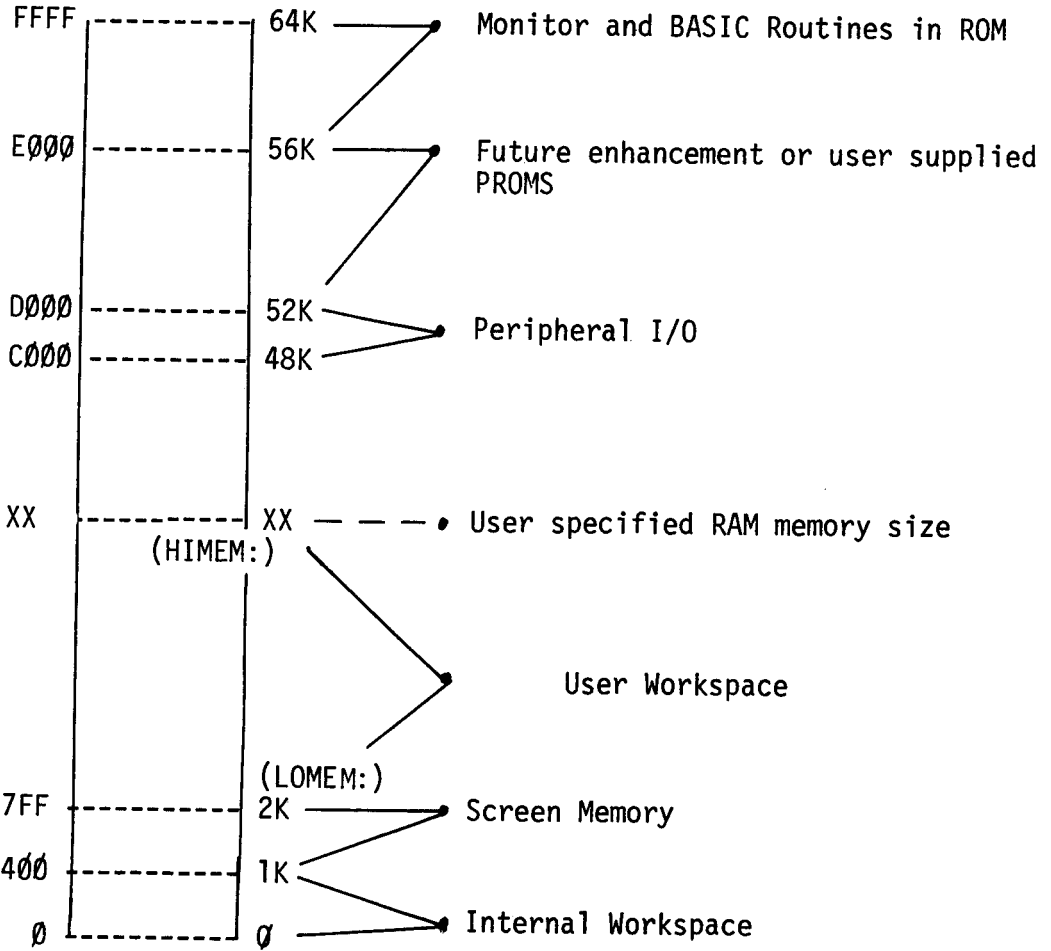 FFFF 64K Monitor and BASIC Routines in ROM
EØØØ 56K Future enhancement or user supplied
PROMS
DØØØ 52K
Peripheral I/O
CØØØ 48K
XX XX User specified RAM memory size
(HIMEM:)
User Workspace
(LOMEM:)
7FF 2K Screen Memory
4ØØ 1K
Ø Ø Internal Workspace